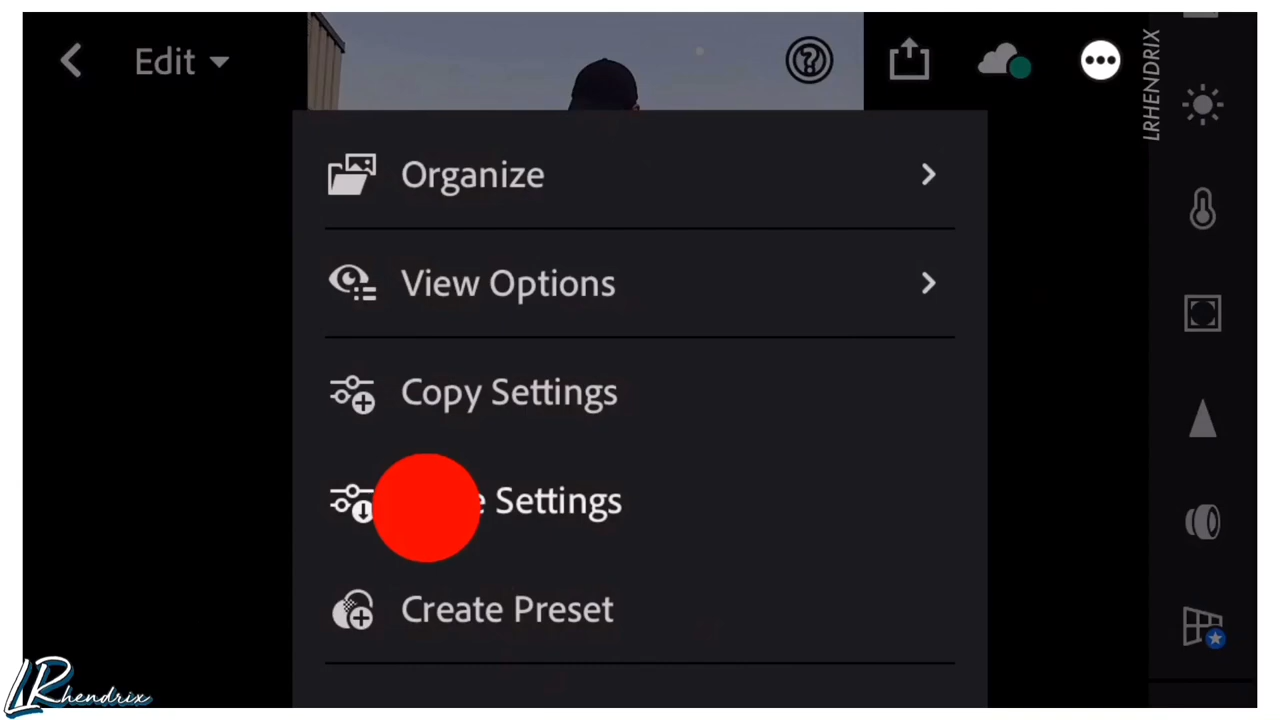 Edit
LRHENDRIX
Organize
View Options
Copy Settings
Settings
Create Preset
LRhendrix